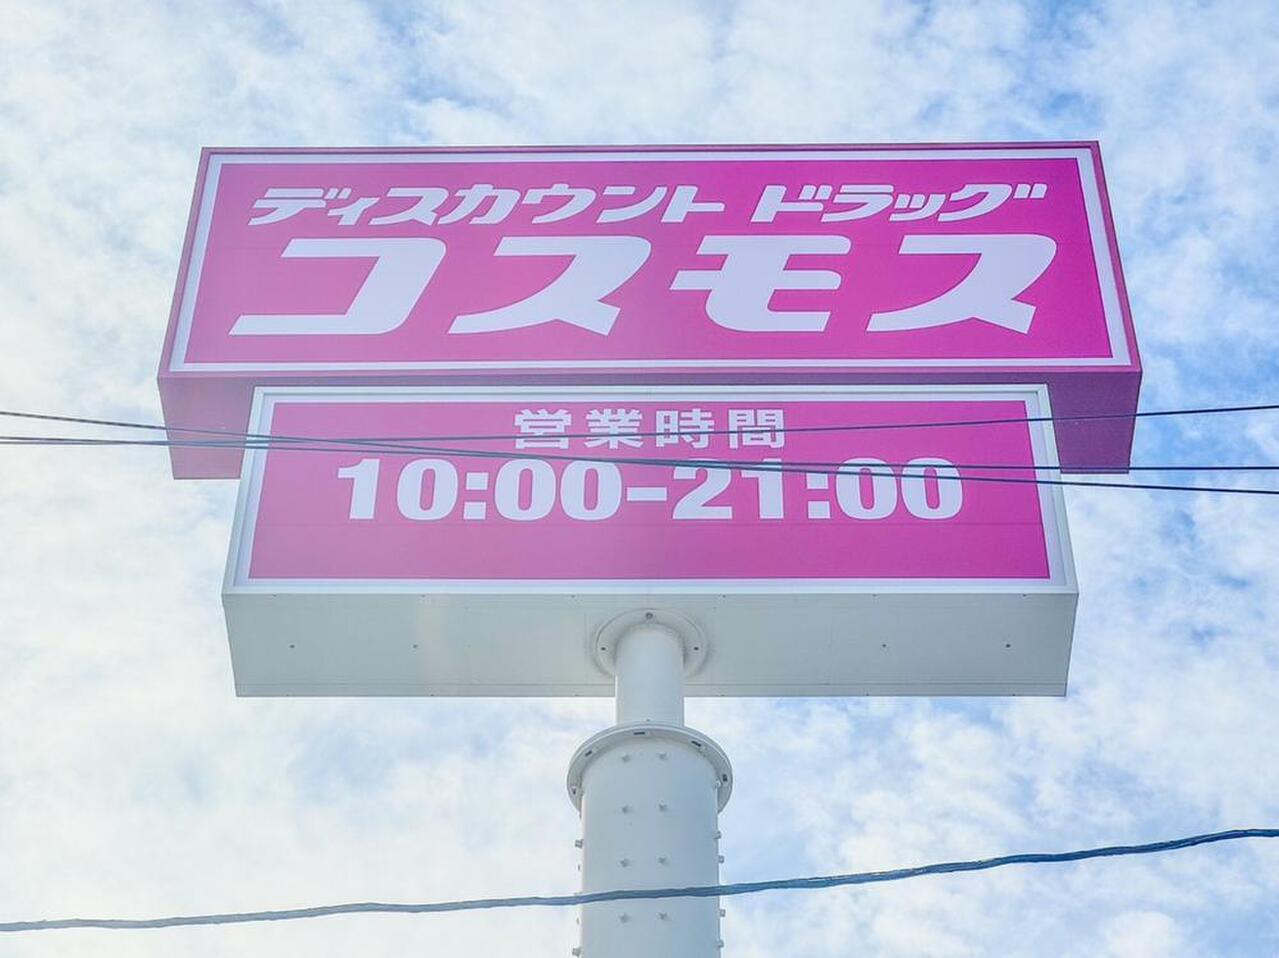 ディスカウント ドラッグ
コスモス
営業時間
10:00-21:00